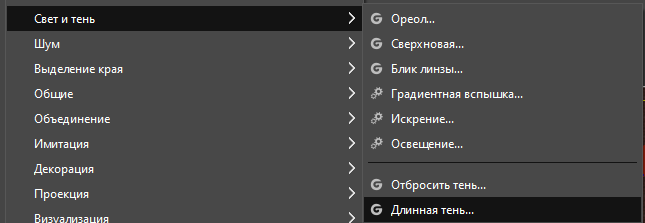 Свет и тень
Шум
Выделение края
Общие
Объединение
Имитация
Декорация
Проекция
Визуализация
Ореол...
Сверхновая...
Блик линзы...
Градиентная вспышка...
Искрение...
Освещение...
Отбросить тень...
Длинная тень...